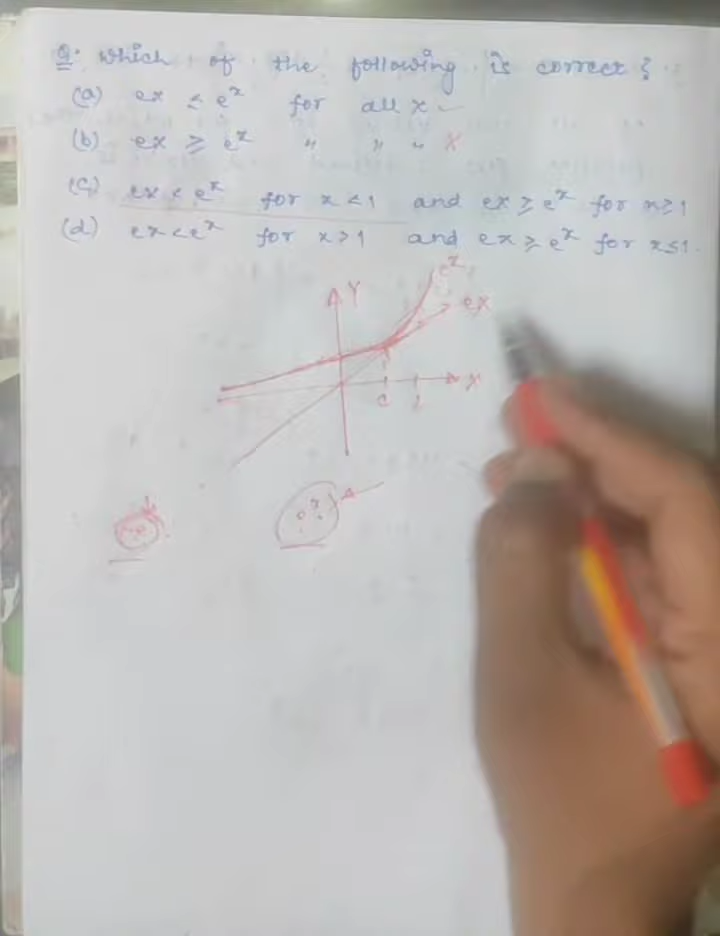 Q: Which of the following is correct?
(a) ex ≤ e^x for all x
(b) ex ≥ e^x " " " ✗
(c) ex < e^x for x < 1 and ex ≥ e^x for x ≥ 1
(d) ex < e^x for x > 1 and ex ≥ e^x for x ≤ 1.
Y
e^x
ex
X